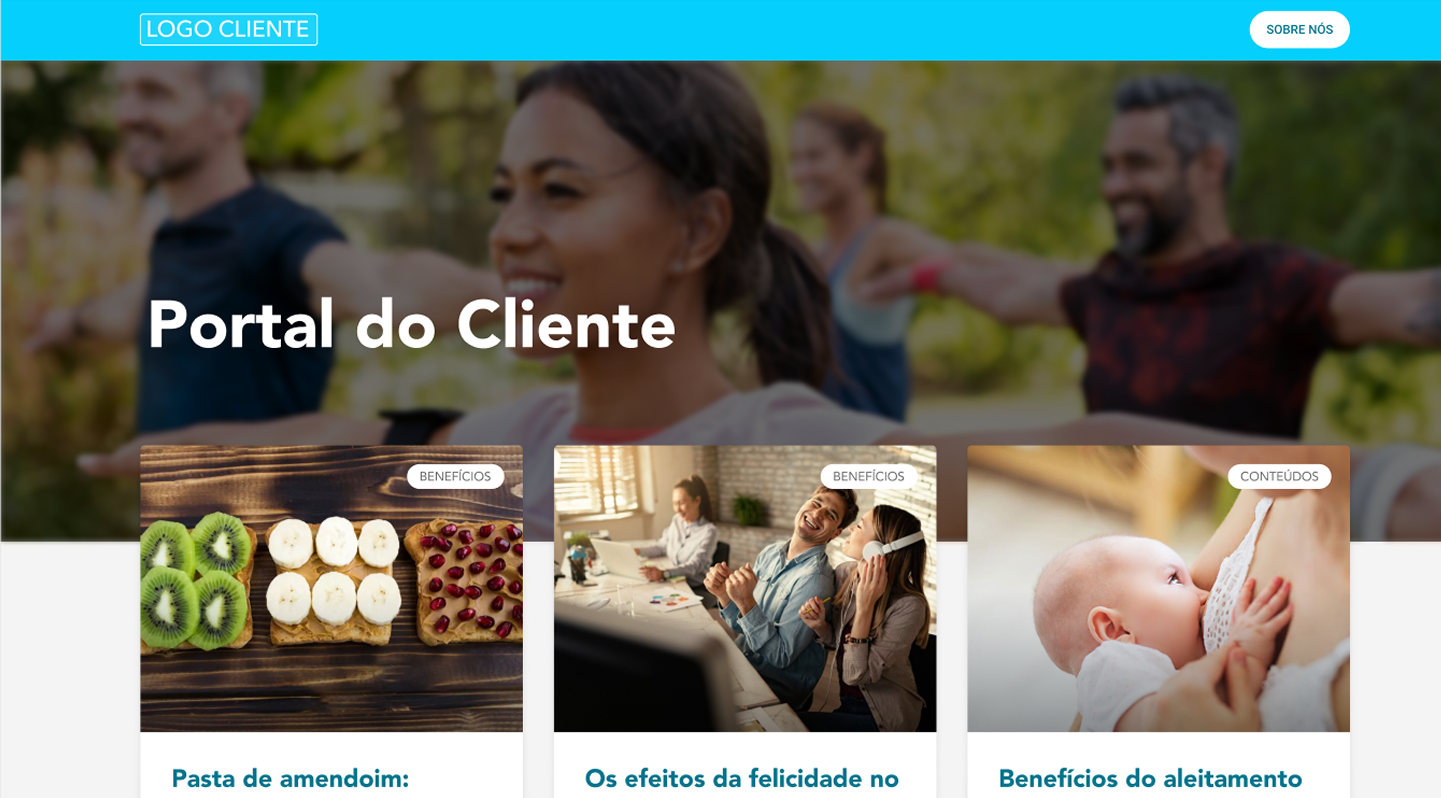 LOGO CLIENTE
SOBRE NÓS
Portal do Cliente
BENEFÍCIOS
BENEFÍCIOS
CONTEÚDOS
Pasta de amendoim:
Os efeitos da felicidade no
Benefícios do aleitamento